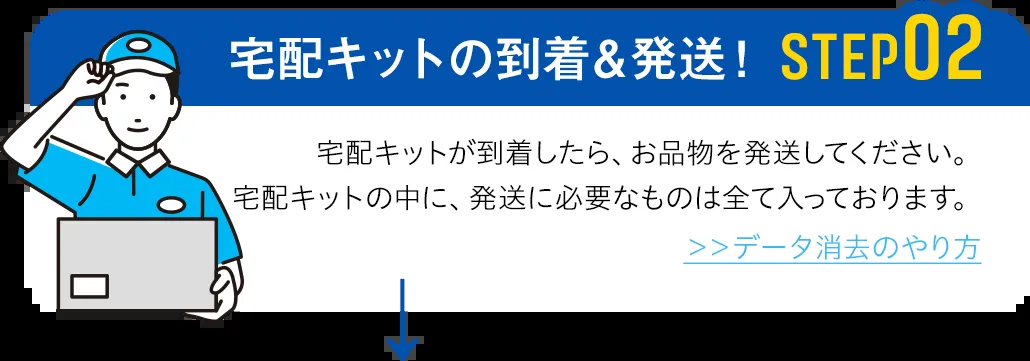 宅配キットの到着&発送! STEP02
宅配キットが到着したら、お品物を発送してください。
宅配キットの中に、発送に必要なものは全て入っております。
>>データ消去のやり方